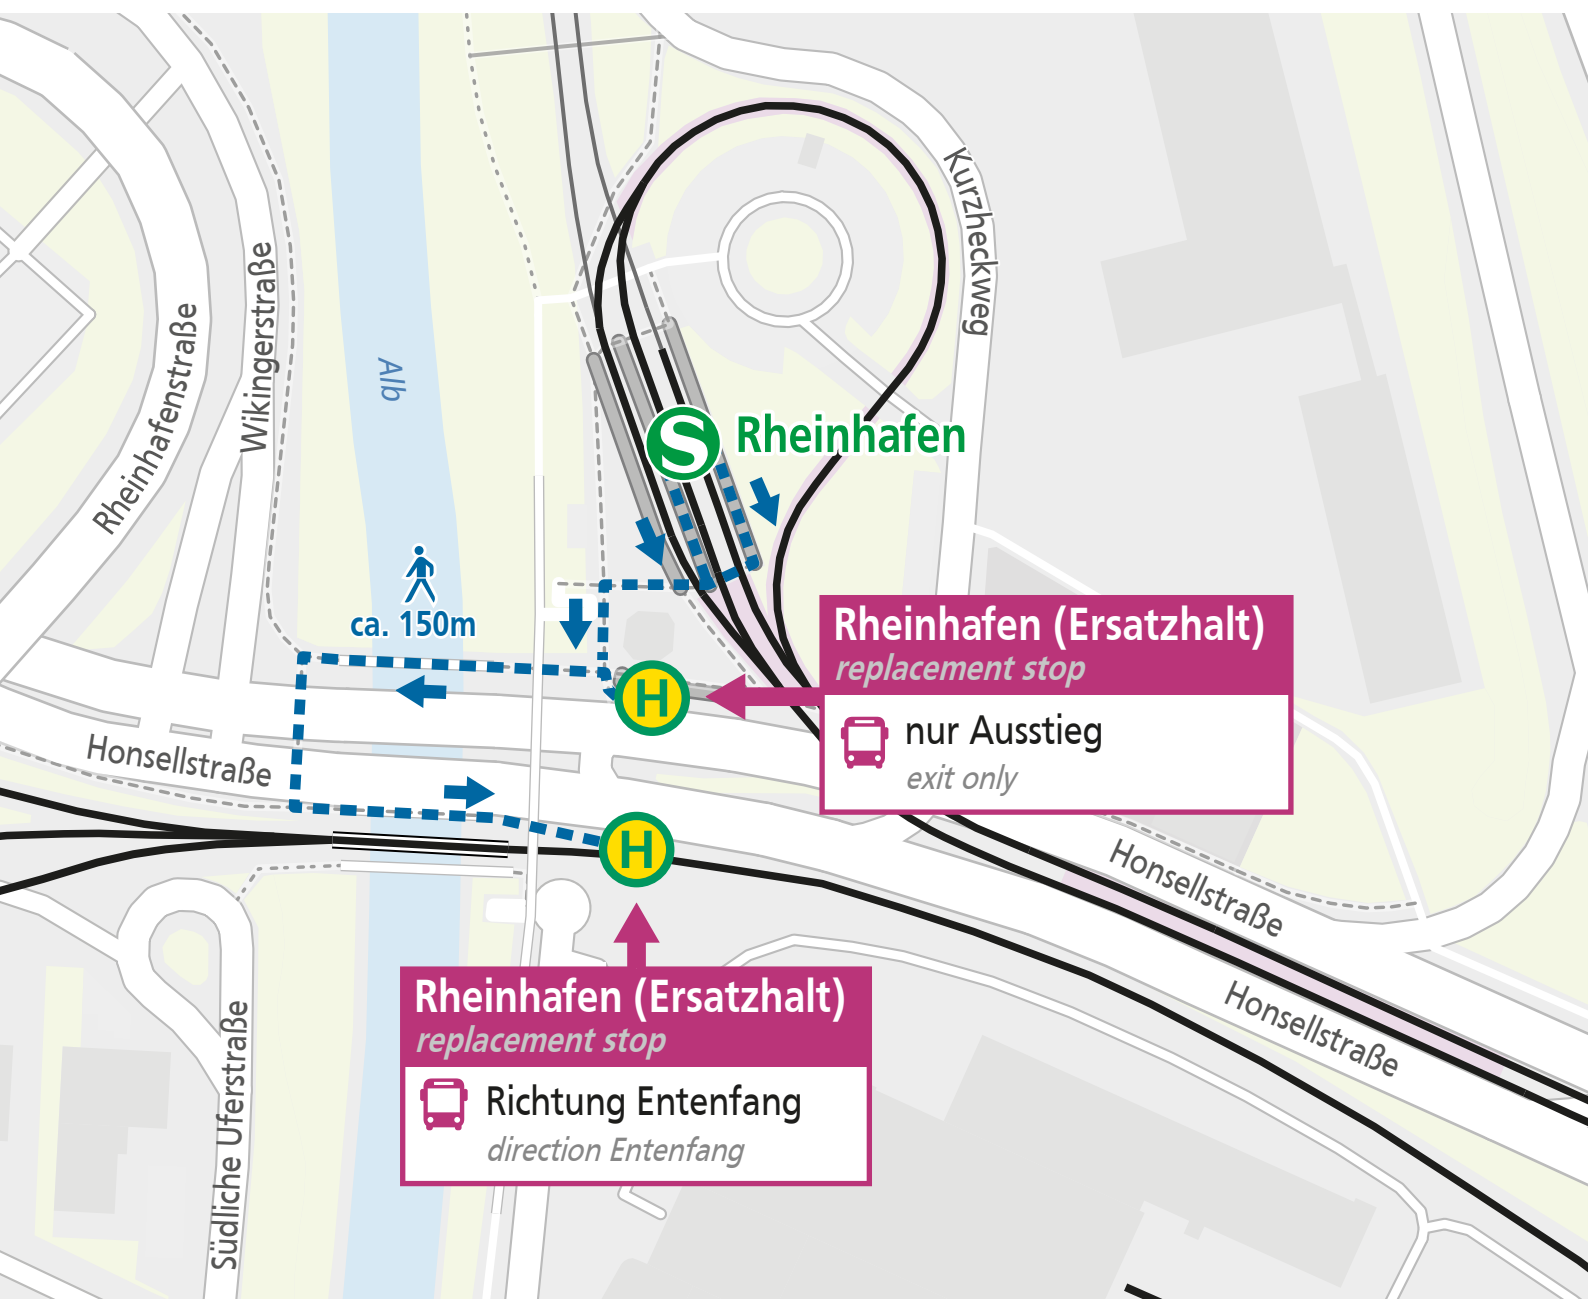 Kurzheckweg
Rheinhafenstraße
Wikingerstraße
Alb
S
Rheinhafen
ca. 150m
Rheinhafen (Ersatzhalt)
replacement stop
nur Ausstieg
exit only
H
Honsellstraße
H
Honsellstraße
Honsellstraße
Rheinhafen (Ersatzhalt)
replacement stop
Richtung Entenfang
direction Entenfang
Südliche Uferstraße